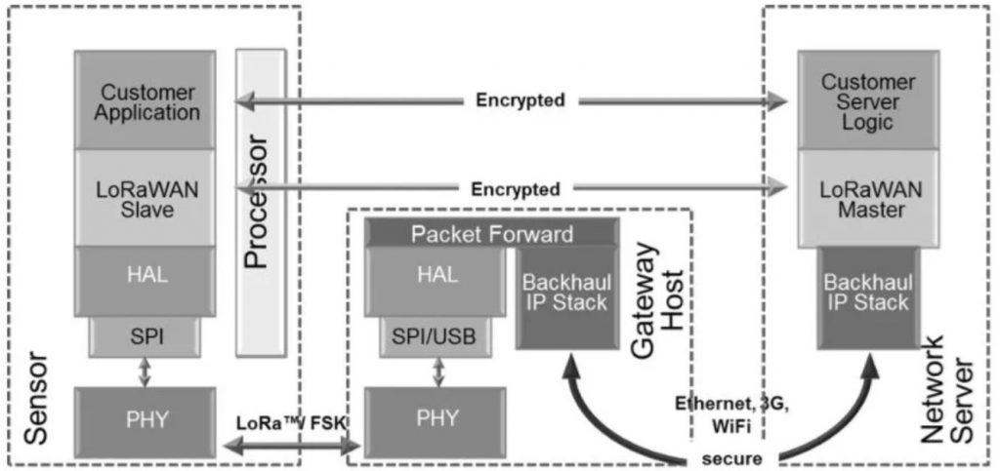 Customer
Application
LoRaWAN
Slave
HAL
SPI
PHY
Sensor
Processor
Encrypted
Encrypted
LoRa™/ FSK
Packet Forward
HAL
SPI/USB
PHY
Backhaul
IP Stack
Gateway
Host
Ethernet, 3G,
WiFi
secure
Customer
Server
Logic
LoRaWAN
Master
Backhaul
IP Stack
Network
Server